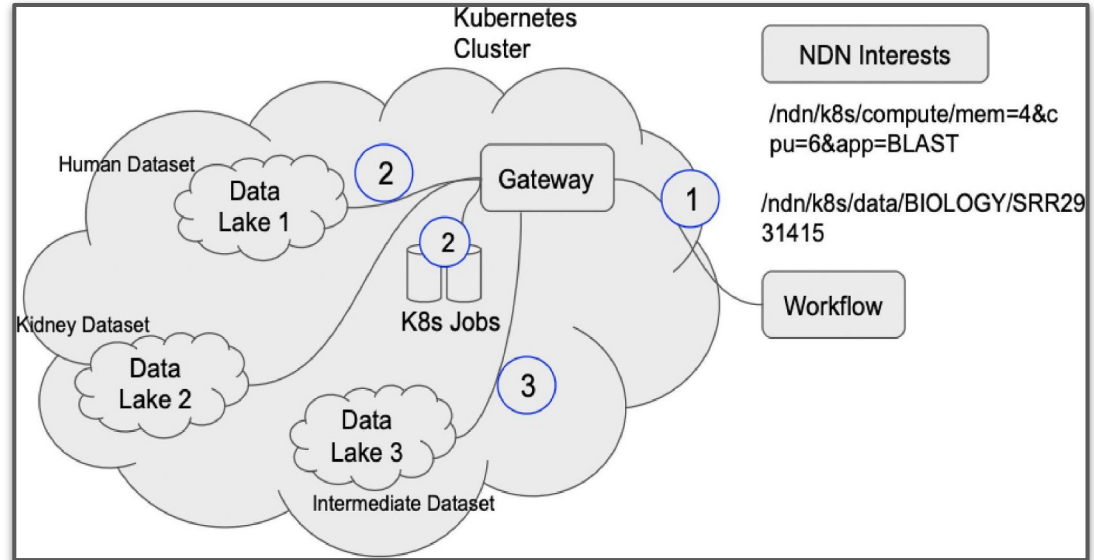 Kubernetes
Cluster
NDN Interests
/ndn/k8s/compute/mem=4&c
pu=6&app=BLAST
/ndn/k8s/data/BIOLOGY/SRR29
31415
Human Dataset
Data
Lake 1
2
Gateway
1
2
K8s Jobs
Workflow
Kidney Dataset
Data
Lake 2
3
Data
Lake 3
Intermediate Dataset